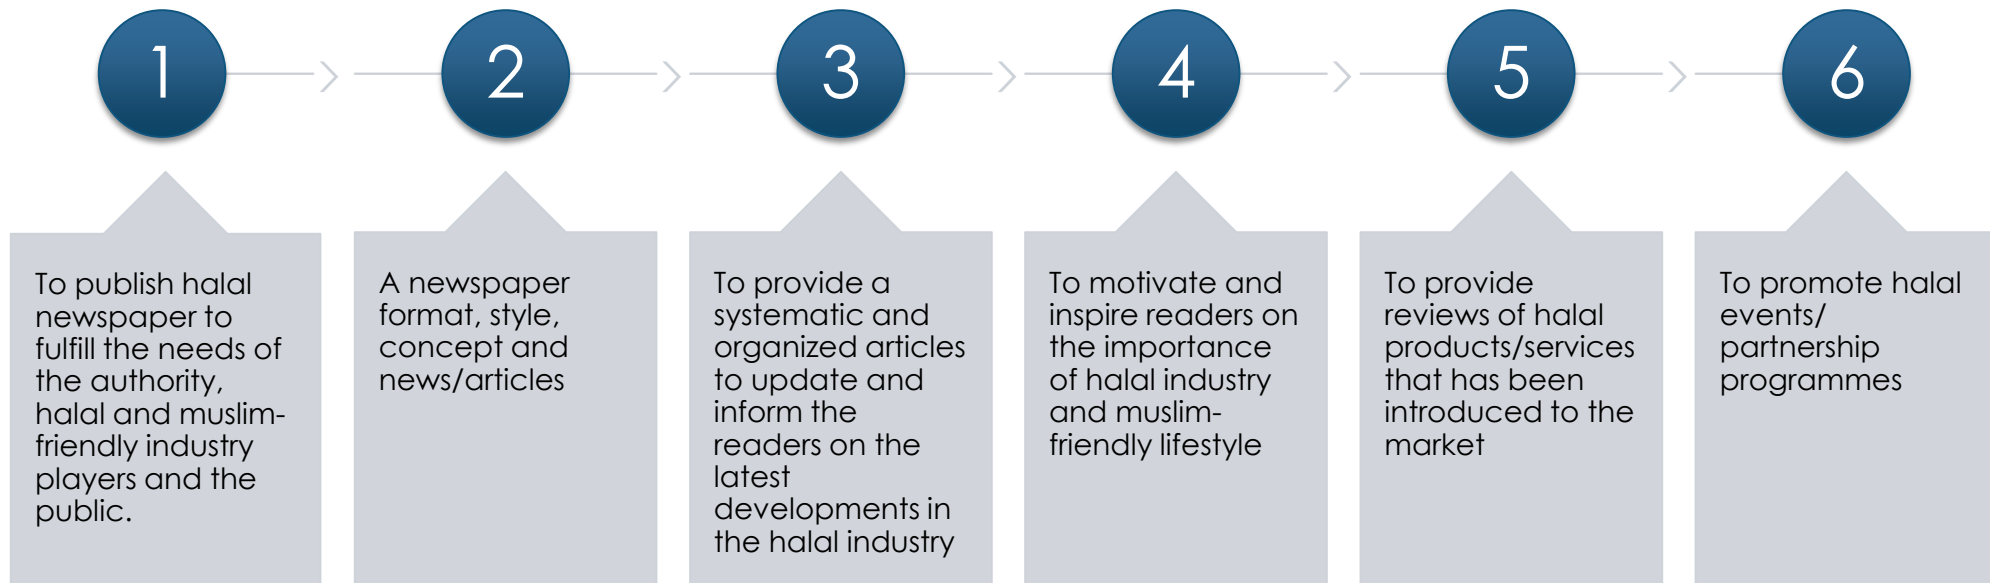 1
2
3
4
5
6
To publish halal
newspaper to
fulfill the needs of
the authority,
halal and muslim-
friendly industry
players and the
public.
A newspaper
format, style,
concept and
news/articles
To provide a
systematic and
organized articles
to update and
inform the
readers on the
latest
developments in
the halal industry
To motivate and
inspire readers on
the importance
of halal industry
and muslim-
friendly lifestyle
To provide
reviews of halal
products/services
that has been
introduced to the
market
To promote halal
events/
partnership
programmes